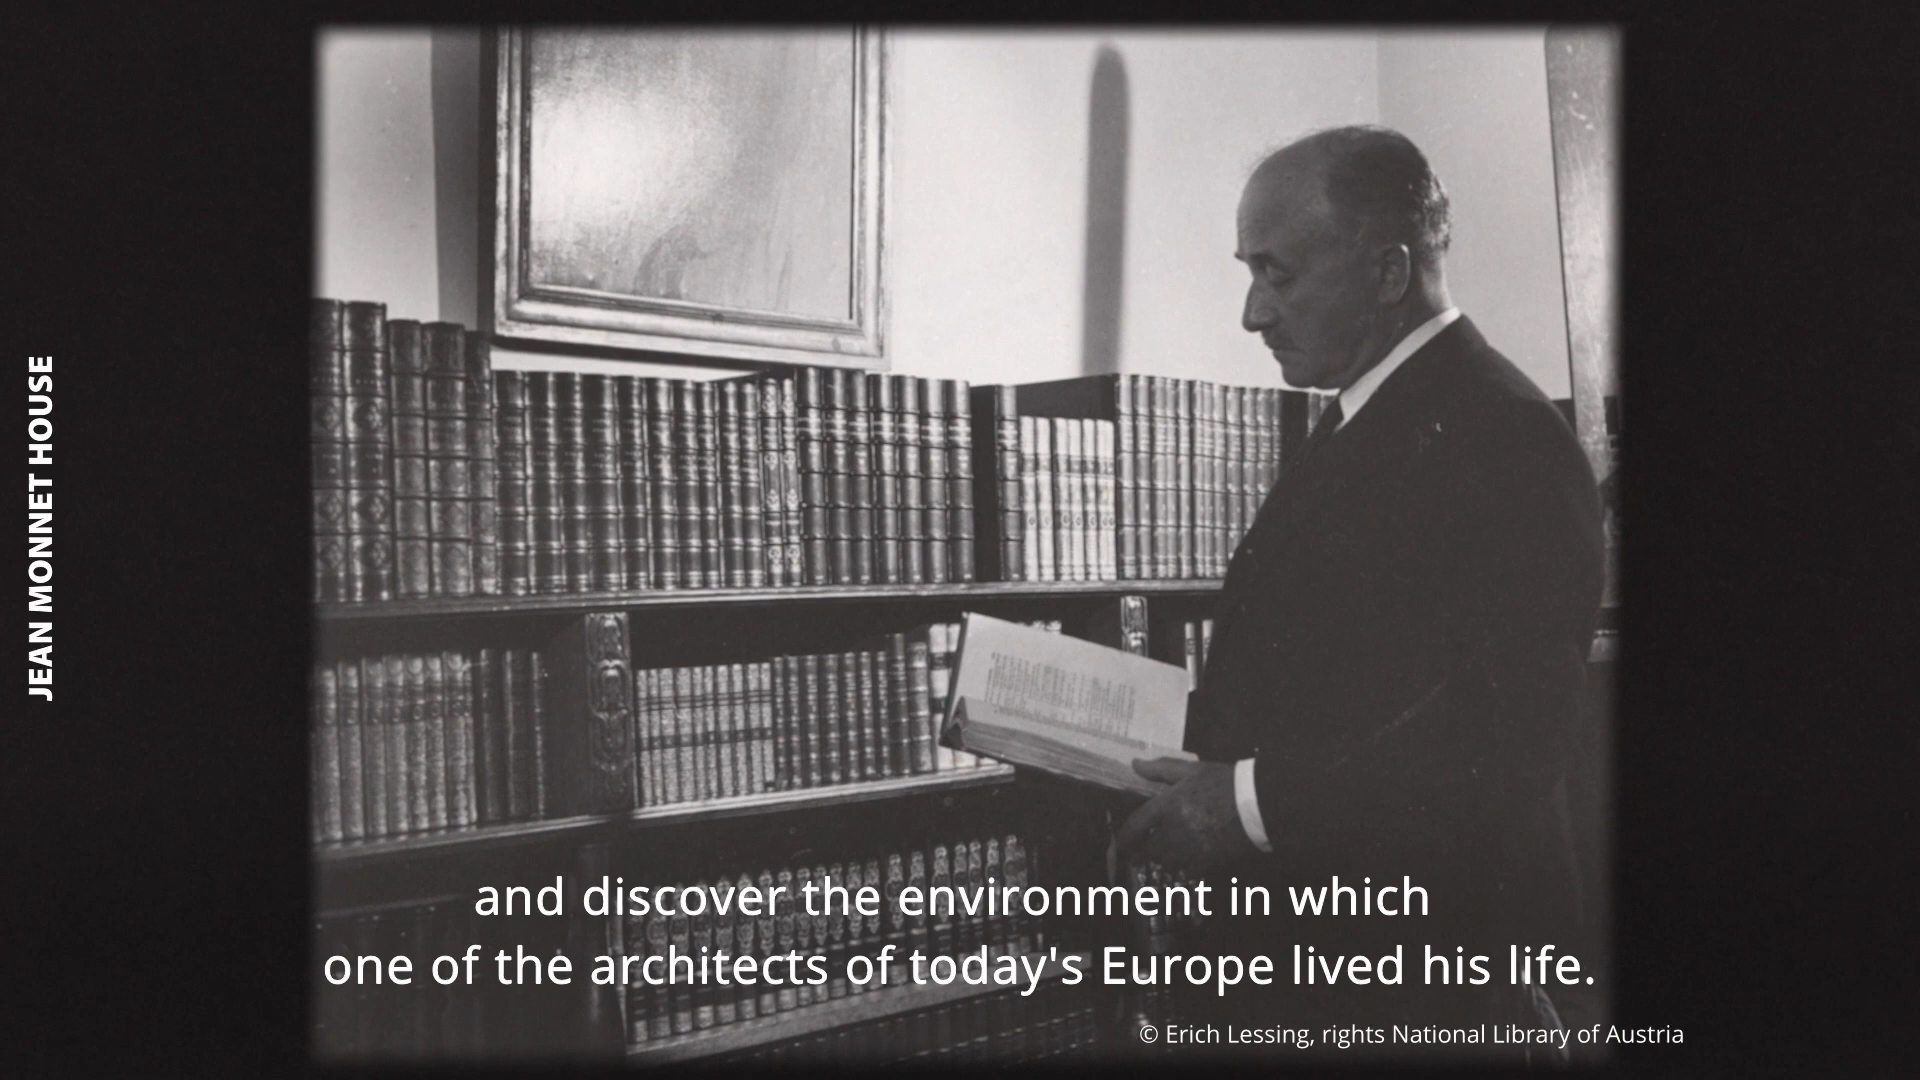 JEAN MONNET HOUSE
and discover the environment in which
one of the architects of today's Europe lived his life.
© Erich Lessing, rights National Library of Austria